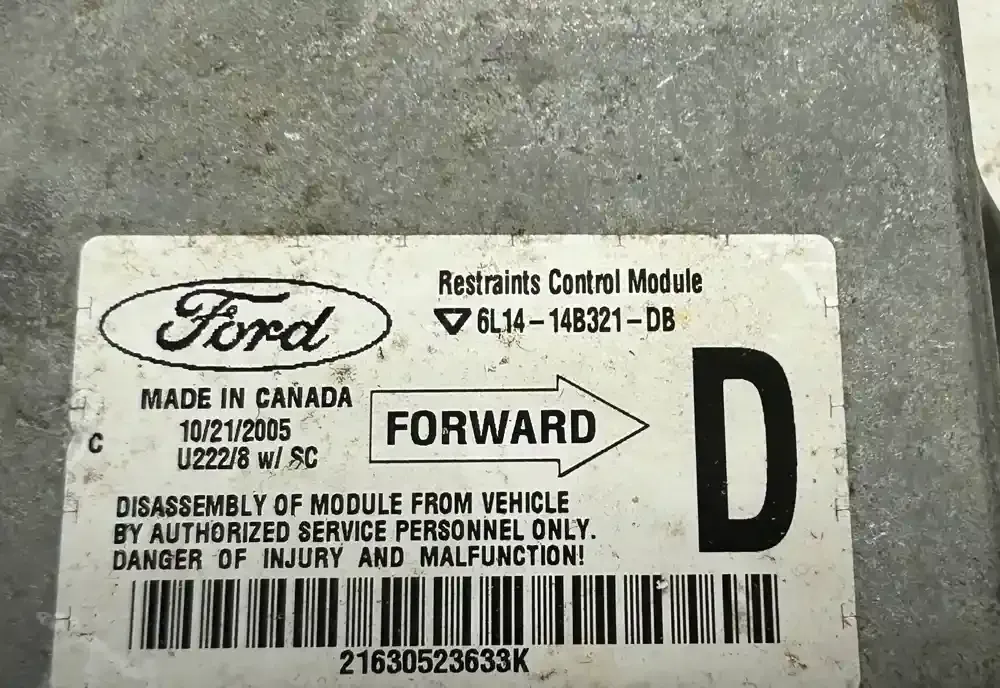 Ford
Restraints Control Module
6L14-14B321-DB
MADE IN CANADA
10/21/2005
U222/8 w/ SC
C
FORWARD
D
DISASSEMBLY OF MODULE FROM VEHICLE
BY AUTHORIZED SERVICE PERSONNEL ONLY.
DANGER OF INJURY AND MALFUNCTION!
21630523633K